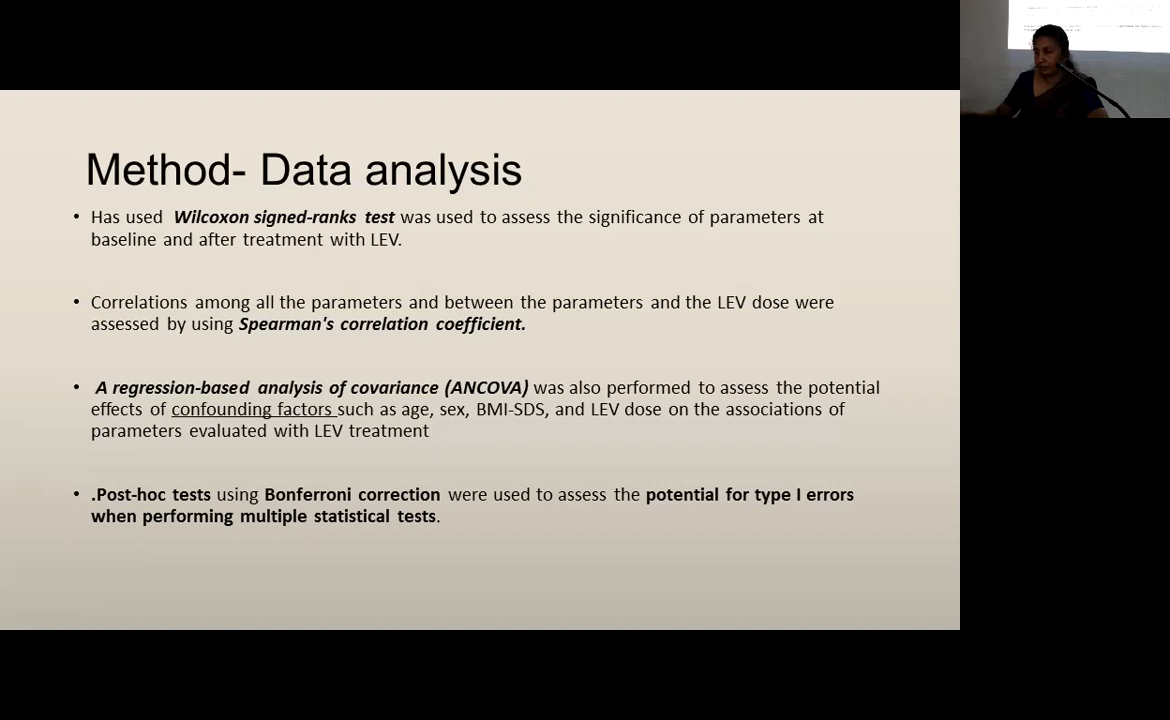 Method- Data analysis
• Has used Wilcoxon signed-ranks test was used to assess the significance of parameters at
baseline and after treatment with LEV.
• Correlations among all the parameters and between the parameters and the LEV dose were
assessed by using Spearman's correlation coefficient.
• A regression-based analysis of covariance (ANCOVA) was also performed to assess the potential
effects of confounding factors such as age, sex, BMI-SDS, and LEV dose on the associations of
parameters evaluated with LEV treatment
• .Post-hoc tests using Bonferroni correction were used to assess the potential for type I errors
when performing multiple statistical tests.